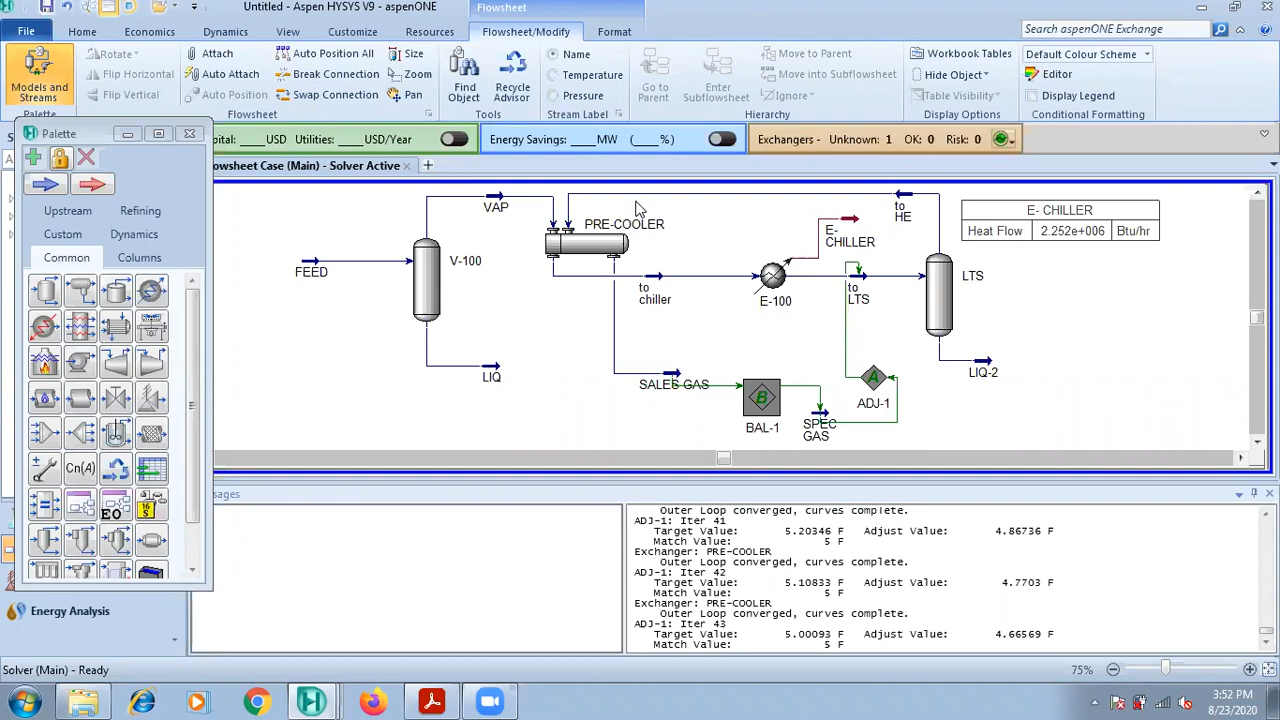 Untitled - Aspen HYSYS V9 - aspenONE
Flowsheet
File
Home
Economics
Dynamics
View
Customize
Resources
Flowsheet/Modify
Format
Search aspenONE Exchange
Models and
Streams
Palette
Rotate
Flip Horizontal
Flip Vertical
Attach
Auto Attach
Auto Position
Auto Position All
Break Connection
Swap Connection
Size
Zoom
Pan
Flowsheet
Find
Object
Recycle
Advisor
Tools
Name
Temperature
Pressure
Stream Label
Go to
Parent
Enter
Subflowsheet
Move to Parent
Move into Subflowsheet
Ignore
Hierarchy
Workbook Tables
Hide Object
Table Visibility
Display Options
Default Colour Scheme
Editor
Display Legend
Conditional Formatting
Palette
pital: USD Utilities: USD/Year
Energy Savings: MW ( %)
Exchangers - Unknown: 1 OK: 0 Risk: 0
owsheet Case (Main) - Solver Active
Upstream
Refining
Custom
Dynamics
Common
Columns
Cn(A)
EO
16
S
FEED
VAP
V-100
LIQ
PRE-COOLER
to
chiller
SALES GAS
B
BAL-1
SPEC
GAS
A
ADJ-1
E-
CHILLER
E-100
to
LTS
to
HE
LTS
LIQ-2
E- CHILLER
Heat Flow 2.252e+006 Btu/hr
sages
Outer Loop converged, curves complete.
ADJ-1: Iter 41
Target Value: 5.20346 F Adjust Value: 4.86736 F
Match Value: 5 F
Exchanger: PRE-COOLER
Outer Loop converged, curves complete.
ADJ-1: Iter 42
Target Value: 5.10833 F Adjust Value: 4.7703 F
Match Value: 5 F
Exchanger: PRE-COOLER
Outer Loop converged, curves complete.
ADJ-1: Iter 43
Target Value: 5.00093 F Adjust Value: 4.66569 F
Match Value: 5 F
Energy Analysis
Solver (Main) - Ready
75%
3:52 PM
8/23/2020